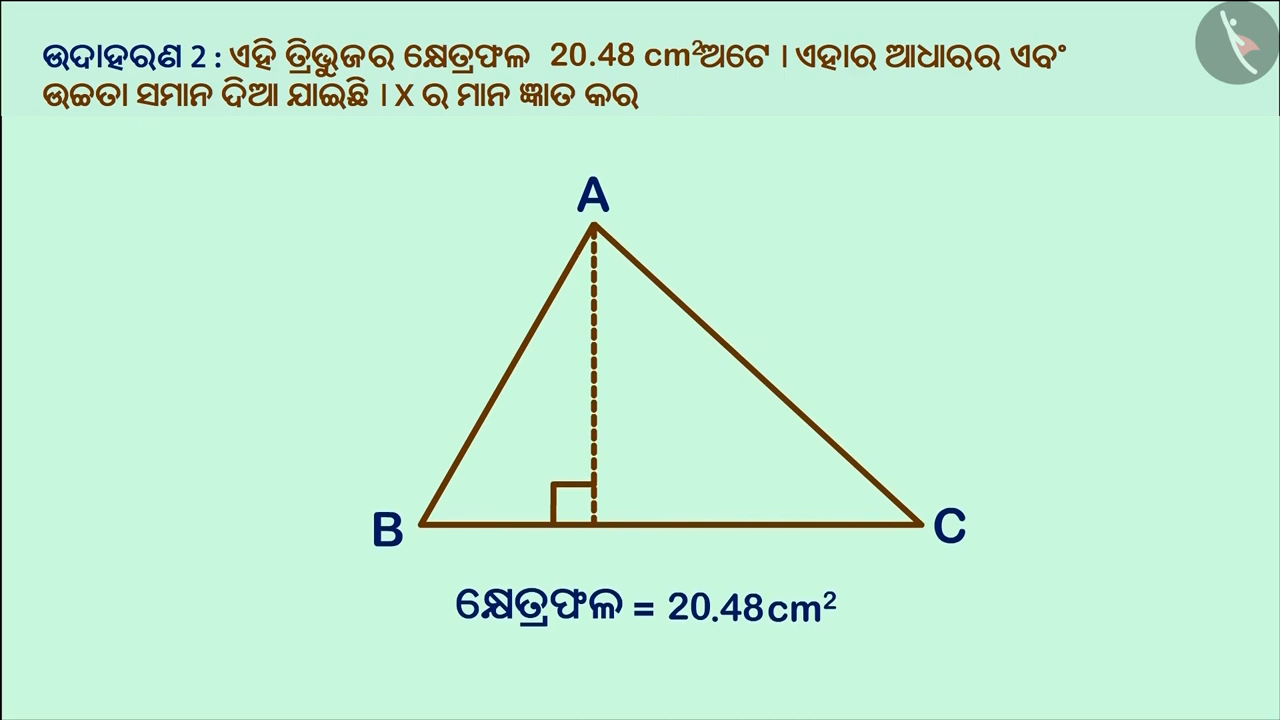 ଉଦାହରଣ 2 : ଏହି ତ୍ରିଭୁଜର କ୍ଷେତ୍ରଫଳ 20.48 cm²ଅଟେ । ଏହାର ଆଧାରର ଏବଂ
ଉଚ୍ଚତା ସମାନ ଦିଆ ଯାଇଛି । X ର ମାନ ଜ୍ଞାତ କର
A
B
C
କ୍ଷେତ୍ରଫଳ = 20.48cm²